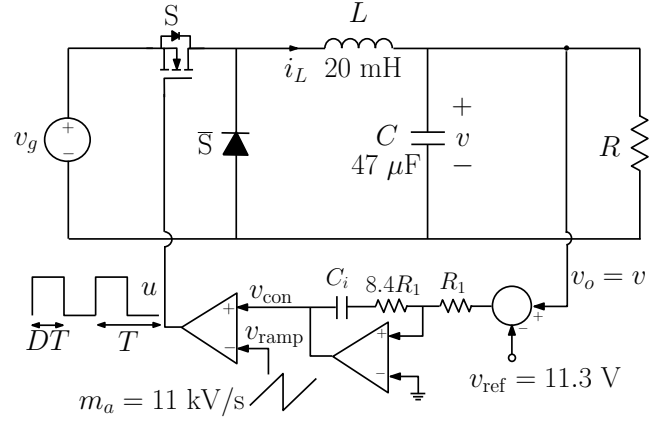 S
L
i_L
20 mH
v_g
+
−
S̅
C
47 μF
+
v
−
R
u
DT
T
v_con
v_ramp
+
−
m_a = 11 kV/s
C_i
8.4R_1
R_1
+
−
+
−
v_o = v
v_ref = 11.3 V